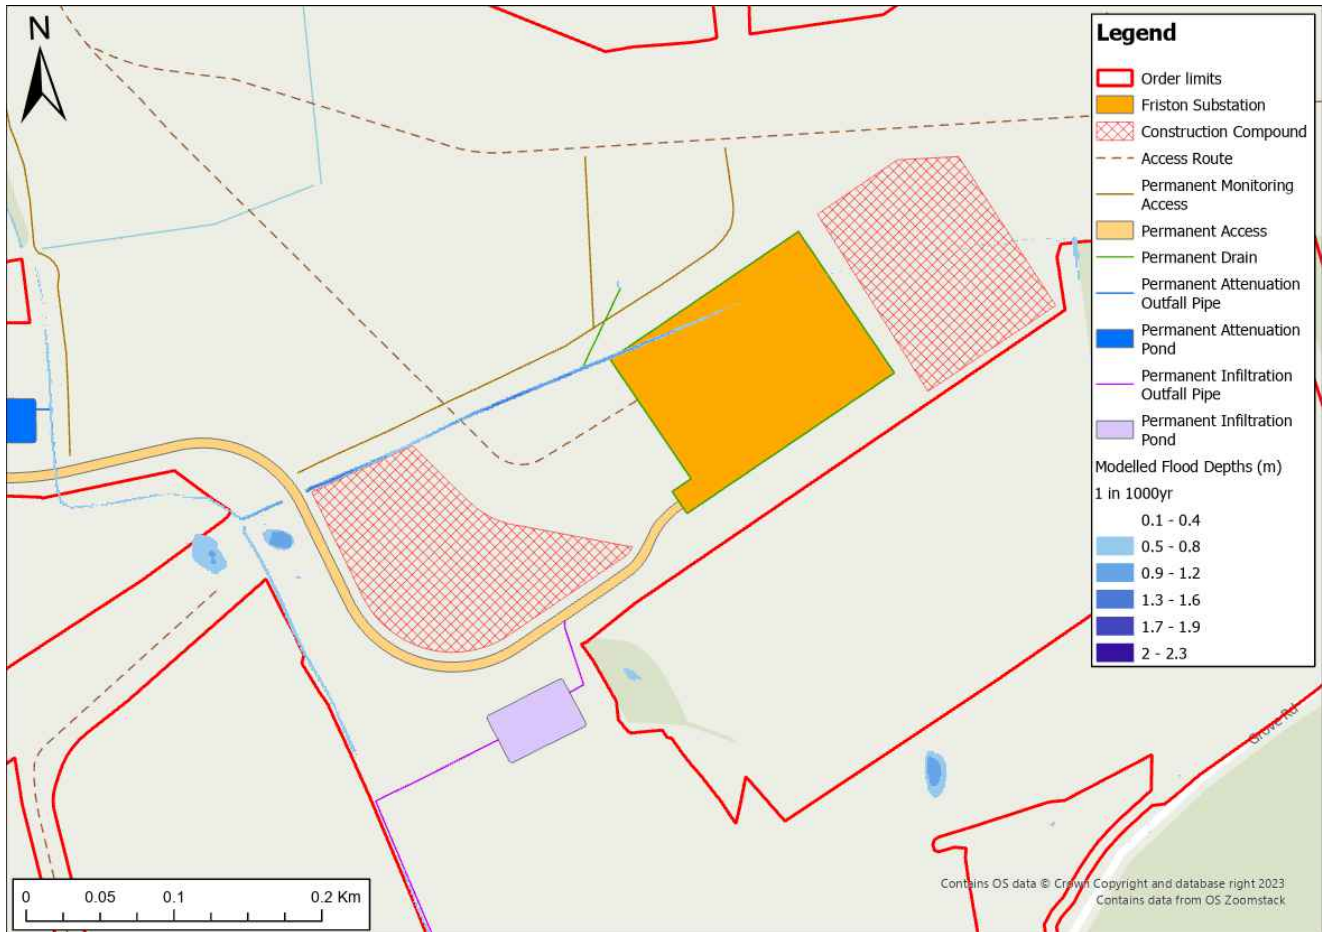 N
Legend
Order limits
Friston Substation
Construction Compound
Access Route
Permanent Monitoring
Access
Permanent Access
Permanent Drain
Permanent Attenuation
Outfall Pipe
Permanent Attenuation
Pond
Permanent Infiltration
Outfall Pipe
Permanent Infiltration
Pond
Modelled Flood Depths (m)
1 in 1000yr
0.1 - 0.4
0.5 - 0.8
0.9 - 1.2
1.3 - 1.6
1.7 - 1.9
2 - 2.3
Grove Rd
0 0.05 0.1 0.2 Km
Contains OS data © Crown Copyright and database right 2023
Contains data from OS Zoomstack